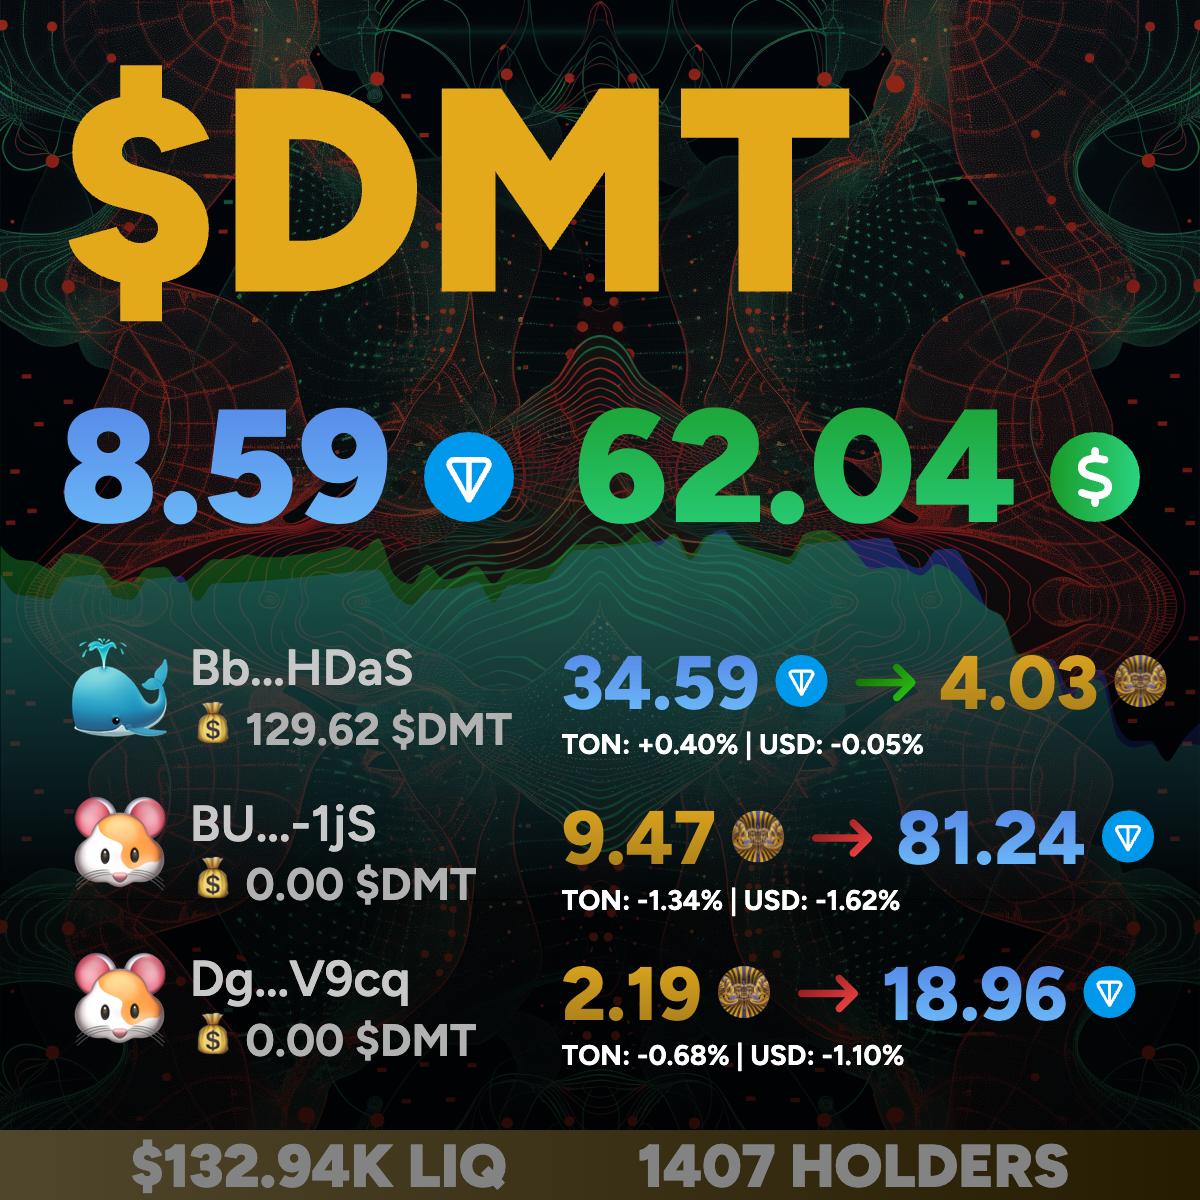 $DMT
8.59 62.04 $
Bb...HDaS
$ 129.62 $DMT
34.59 → 4.03
TON: +0.40% | USD: -0.05%
BU...-1jS
$ 0.00 $DMT
9.47 → 81.24
TON: -1.34% | USD: -1.62%
Dg...V9cq
$ 0.00 $DMT
2.19 → 18.96
TON: -0.68% | USD: -1.10%
$132.94K LIQ 1407 HOLDERS